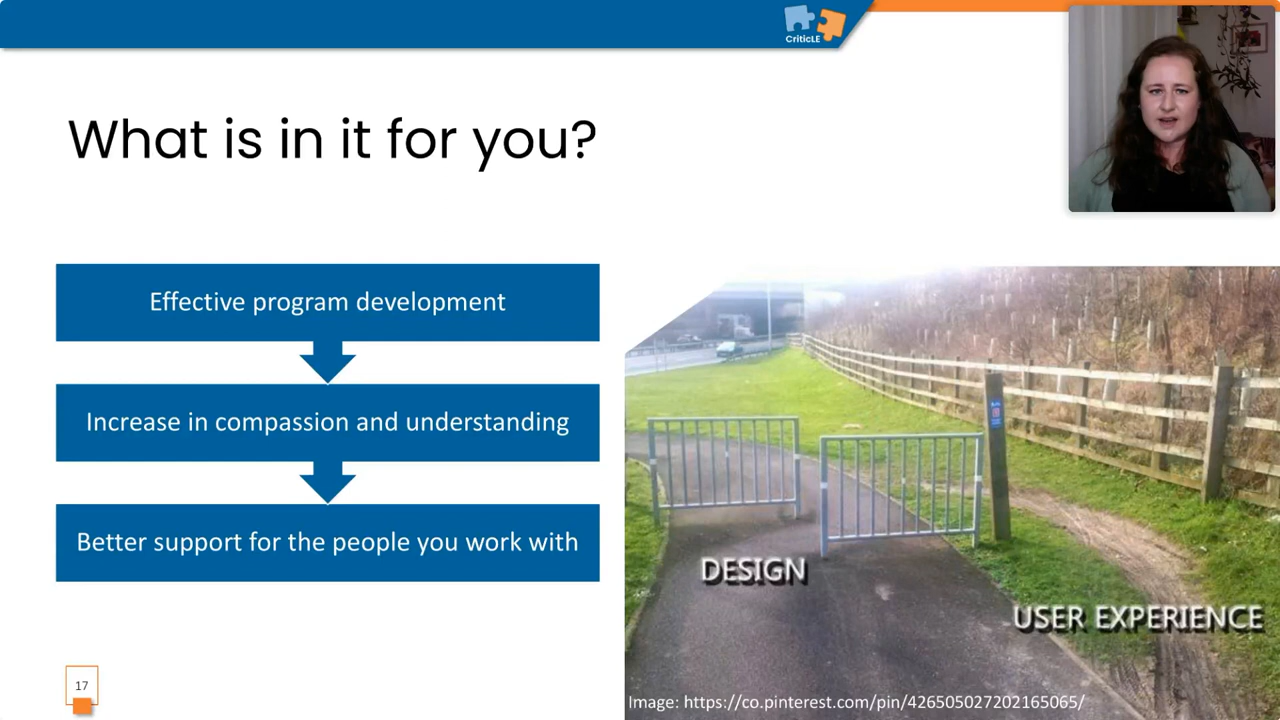 CriticLE
What is in it for you?
Effective program development
Increase in compassion and understanding
Better support for the people you work with
DESIGN
USER EXPERIENCE
Image: https://co.pinterest.com/pin/426505027202165065/
17